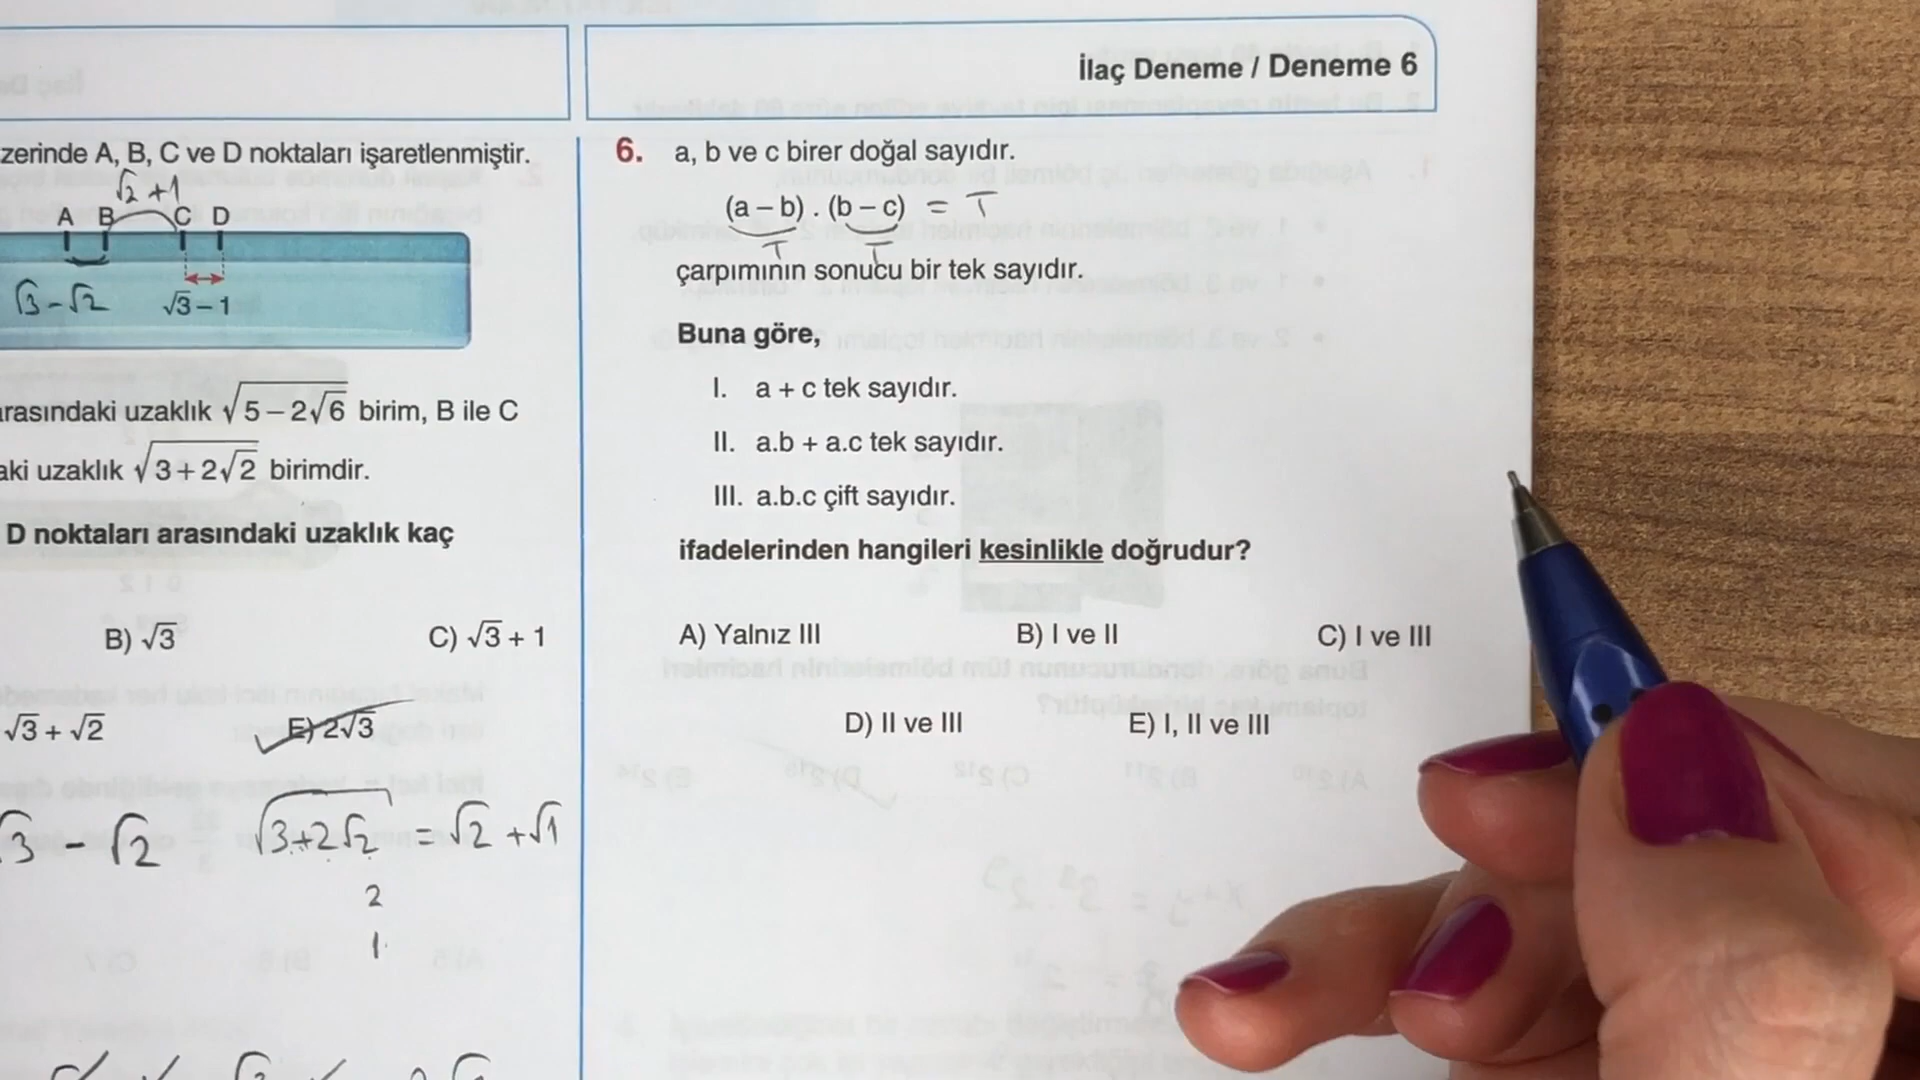 İlaç Deneme / Deneme 6
zerinde A, B, C ve D noktaları işaretlenmiştir.
√2 +1
A B C D
√3-√2
√3 – 1
arasındaki uzaklık √(5 – 2√6) birim, B ile C
aki uzaklık √(3 + 2√2) birimdir.
D noktaları arasındaki uzaklık kaç
B) √3
C) √3 + 1
√3 + √2
E) 2√3
√3 - √2
√(3+2√2) = √2 +√1
2
1
6. a, b ve c birer doğal sayıdır.
(a – b) . (b – c) = T
T T
çarpımının sonucu bir tek sayıdır.
Buna göre,
I. a + c tek sayıdır.
II. a.b + a.c tek sayıdır.
III. a.b.c çift sayıdır.
ifadelerinden hangileri kesinlikle doğrudur?
A) Yalnız III
B) I ve II
C) I ve III
D) II ve III
E) I, II ve III